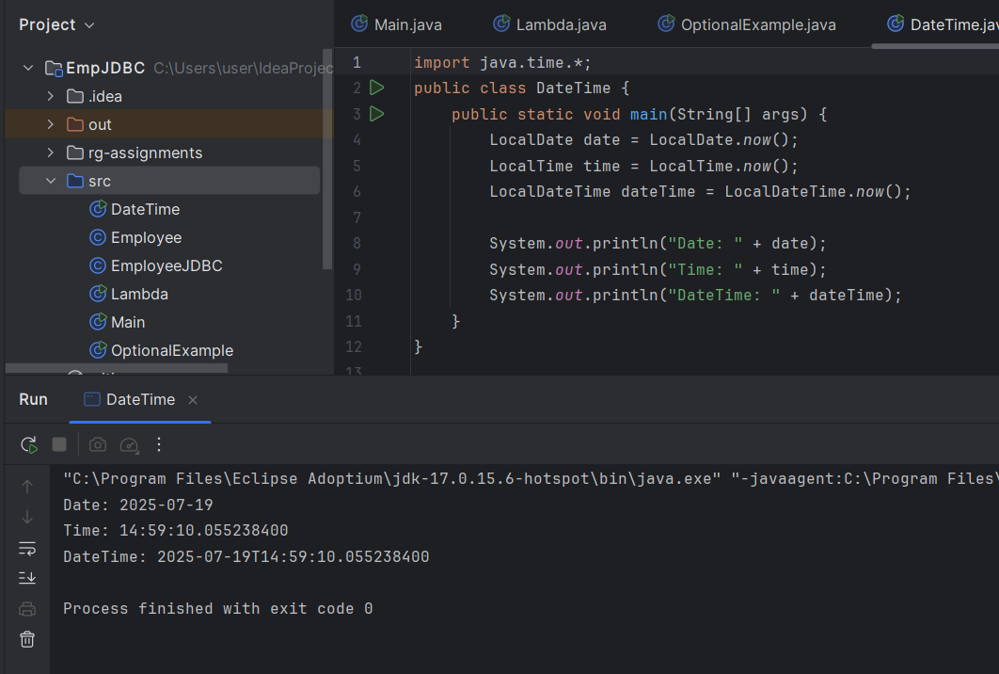 Project
Main.java
Lambda.java
OptionalExample.java
DateTime.jav
EmpJDBC C:\Users\user\IdeaProjec
.idea
out
rg-assignments
src
DateTime
Employee
EmployeeJDBC
Lambda
Main
OptionalExample
1 import java.time.*;
2 public class DateTime {
3 public static void main(String[] args) {
4 LocalDate date = LocalDate.now();
5 LocalTime time = LocalTime.now();
6 LocalDateTime dateTime = LocalDateTime.now();
7
8 System.out.println("Date: " + date);
9 System.out.println("Time: " + time);
10 System.out.println("DateTime: " + dateTime);
11 }
12 }
13
Run
DateTime
"C:\Program Files\Eclipse Adoptium\jdk-17.0.15.6-hotspot\bin\java.exe" "-javaagent:C:\Program Files\
Date: 2025-07-19
Time: 14:59:10.055238400
DateTime: 2025-07-19T14:59:10.055238400
Process finished with exit code 0